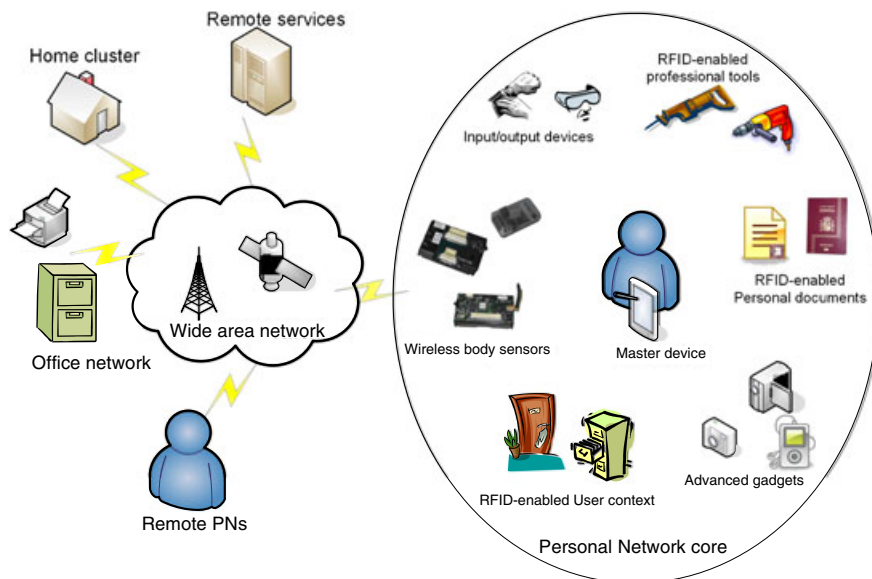 Remote services
Home cluster
RFID-enabled
professional tools
Input/output devices
RFID-enabled
Personal documents
Wide area network
Office network
Wireless body sensors
Master device
Advanced gadgets
RFID-enabled User context
Remote PNs
Personal Network core